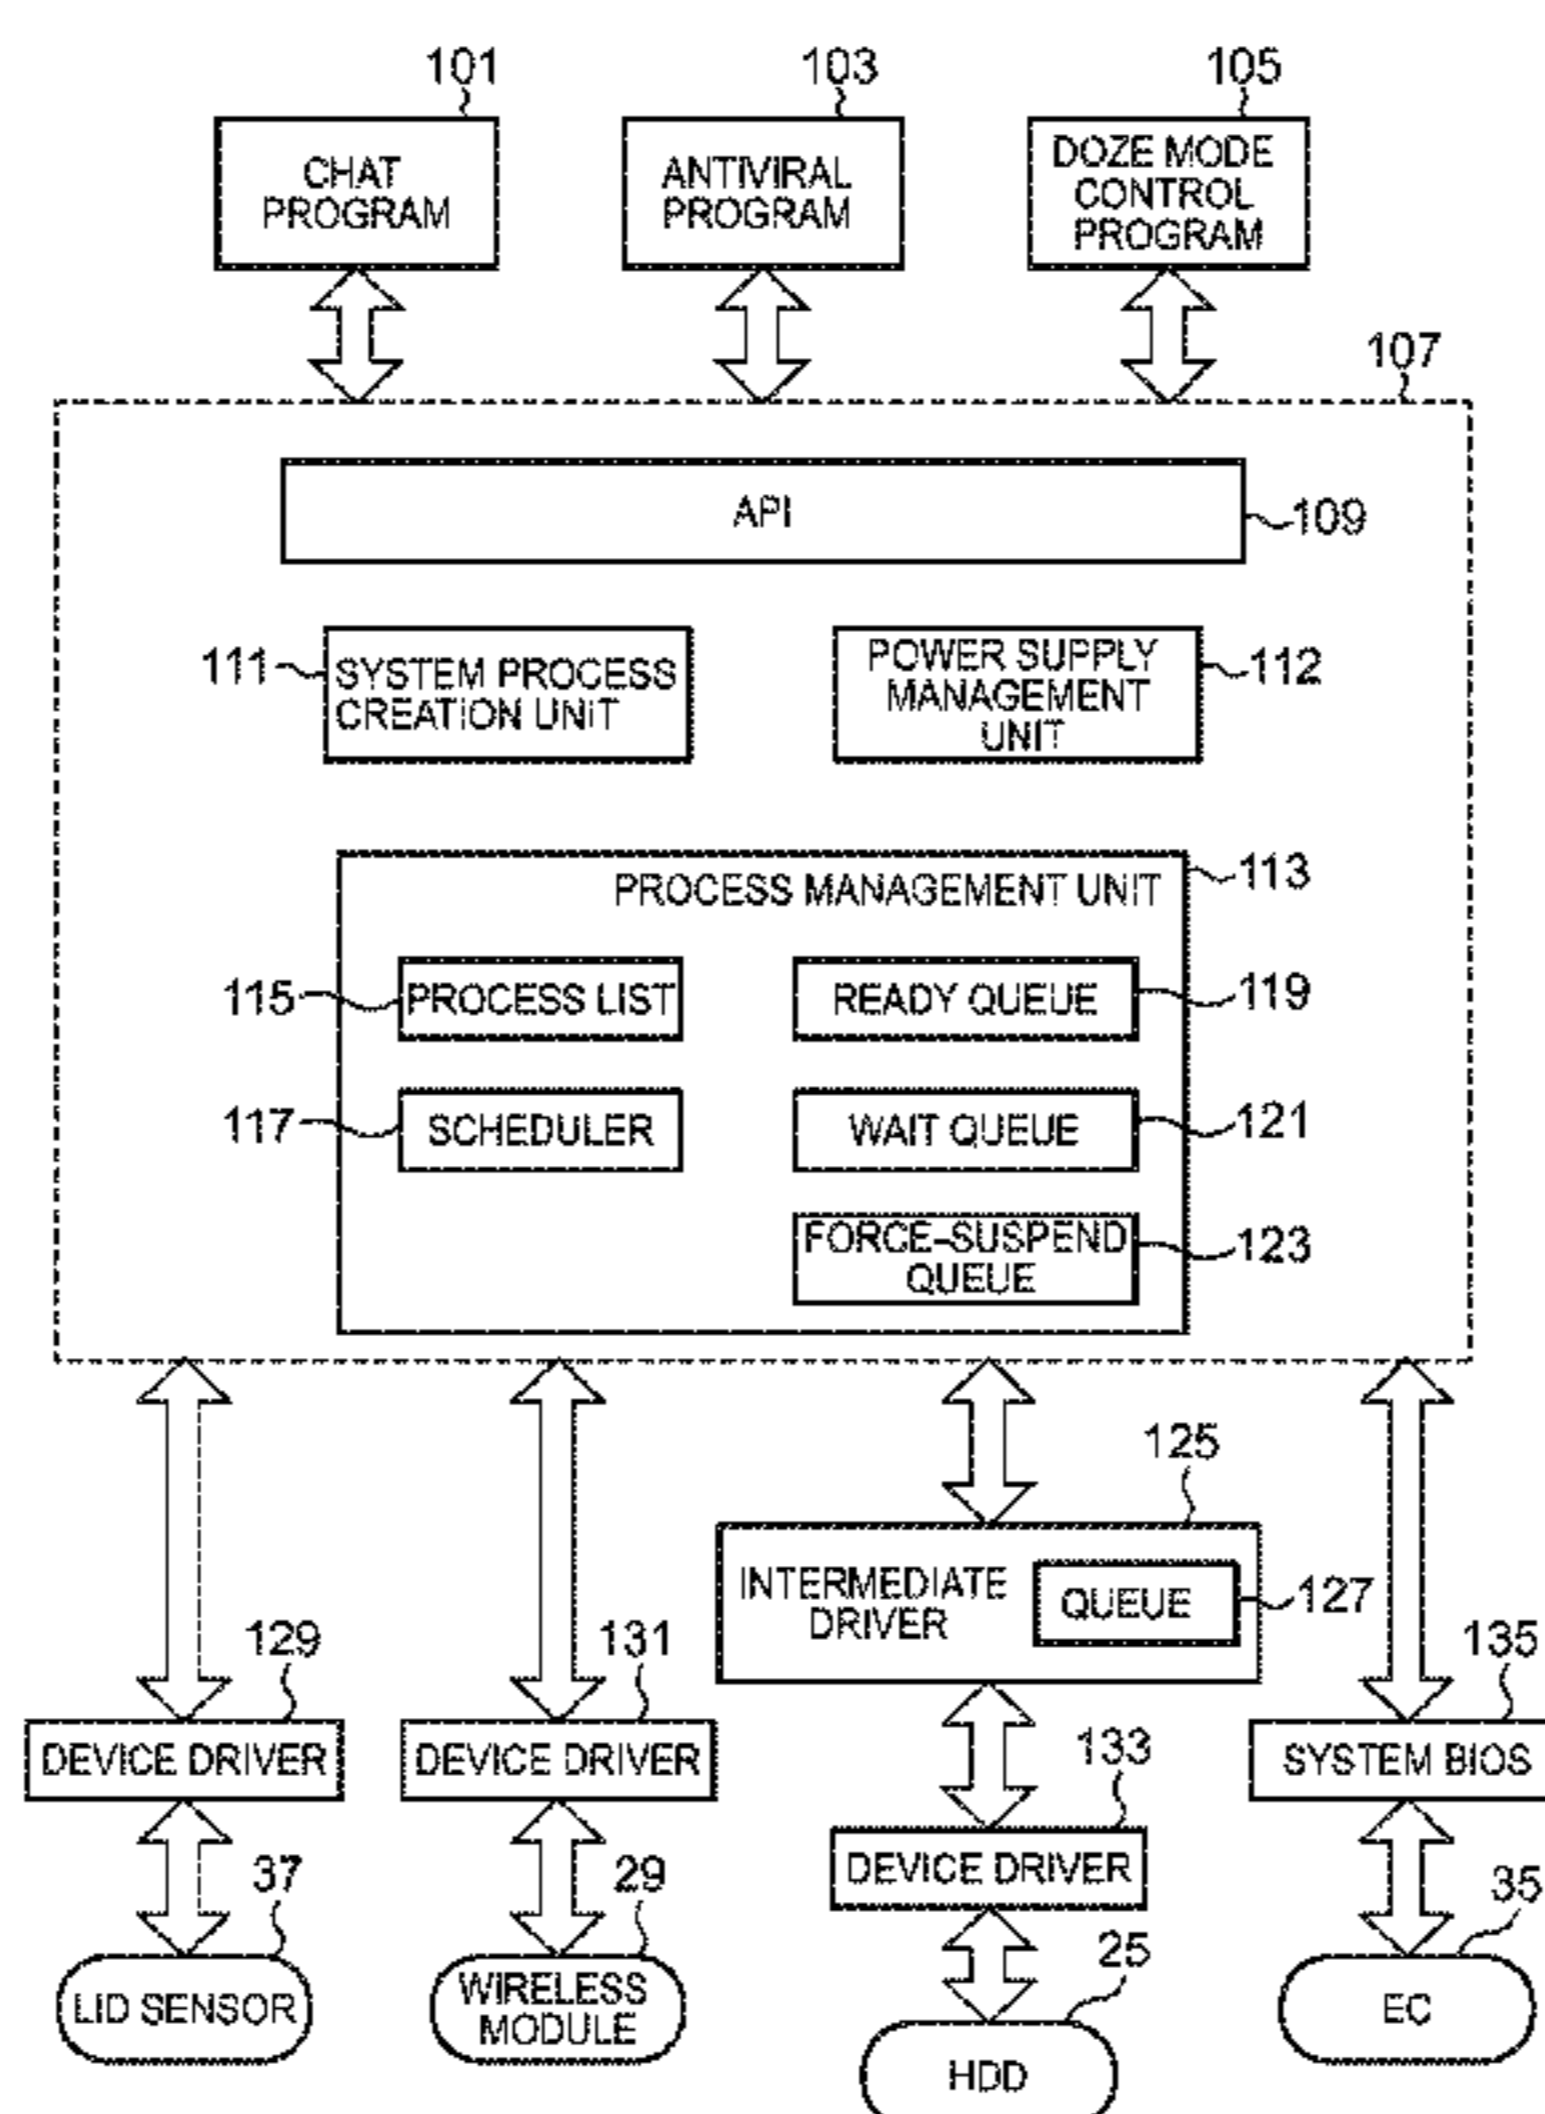 101
103
105
CHAT
PROGRAM
ANTIVIRAL
PROGRAM
DOZE MODE
CONTROL
PROGRAM
107
API
109
111
SYSTEM PROCESS
CREATION UNIT
POWER SUPPLY
MANAGEMENT
UNIT
112
PROCESS MANAGEMENT UNIT
113
115
PROCESS LIST
READY QUEUE
119
117
SCHEDULER
WAIT QUEUE
121
FORCE-SUSPEND
QUEUE
123
125
INTERMEDIATE
DRIVER
QUEUE
127
129
131
135
DEVICE DRIVER
DEVICE DRIVER
SYSTEM BIOS
133
DEVICE DRIVER
37
29
35
25
LID SENSOR
WIRELESS
MODULE
EC
HDD